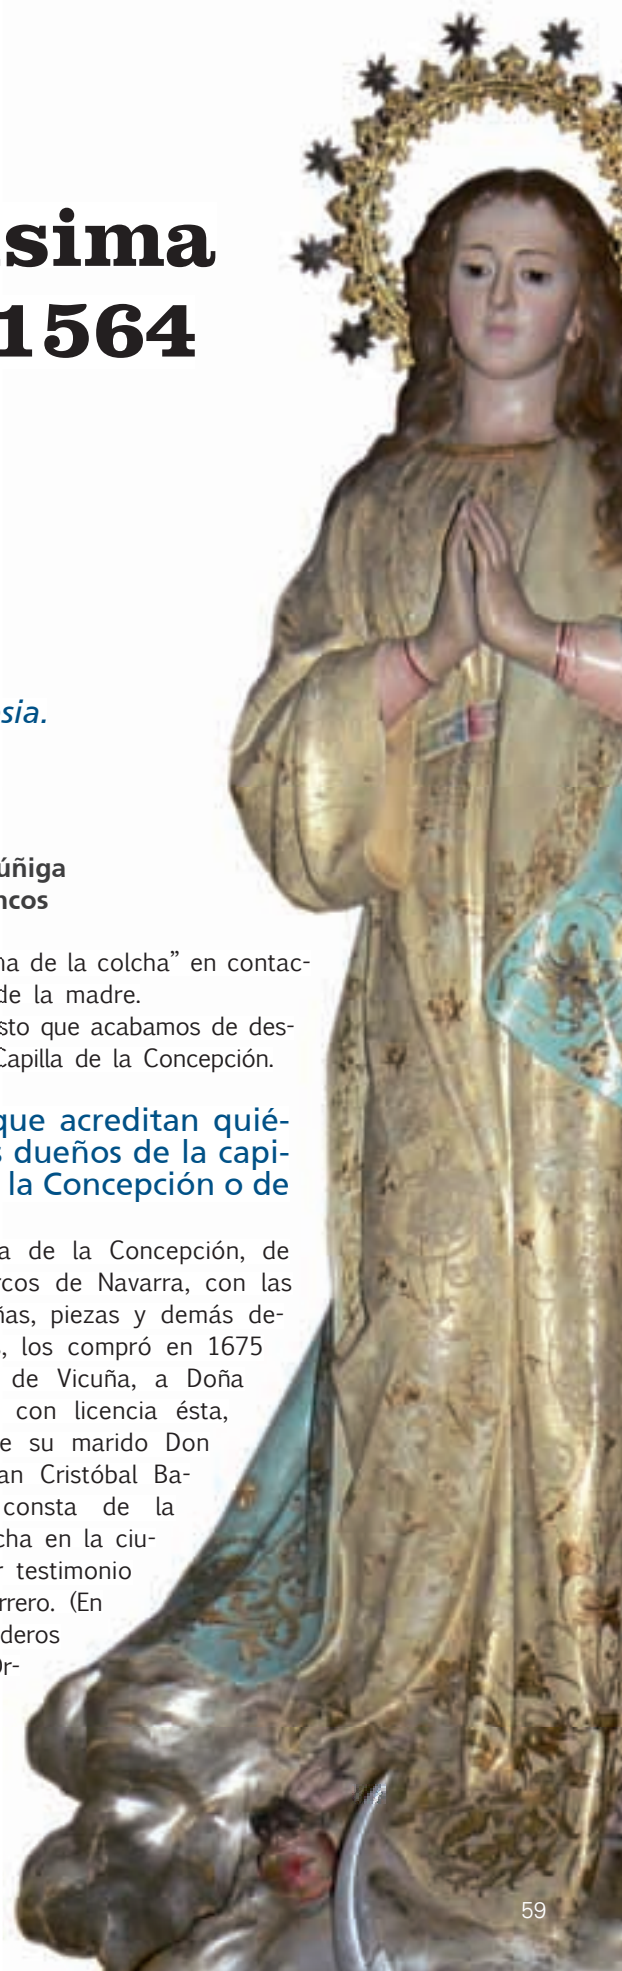 sima
1564
sia.
úñiga
ncos
na de la colcha” en contac-
de la madre.
sto que acabamos de des-
Capilla de la Concepción.
que acreditan quié-
s dueños de la capi-
la Concepción o de
a de la Concepción, de
rcos de Navarra, con las
ñas, piezas y demás de-
, los compró en 1675
de Vicuña, a Doña
con licencia ésta,
e su marido Don
an Cristóbal Ba-
consta de la
cha en la ciu-
r testimonio
rrero. (En
deros
Or-
59